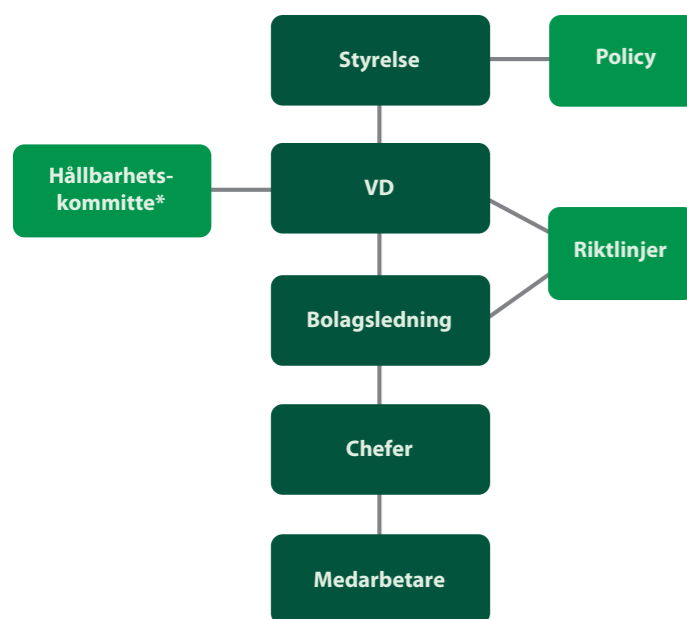 Styrelse
Policy
Hållbarhets-
kommitte*
VD
Riktlinjer
Bolagsledning
Chefer
Medarbetare